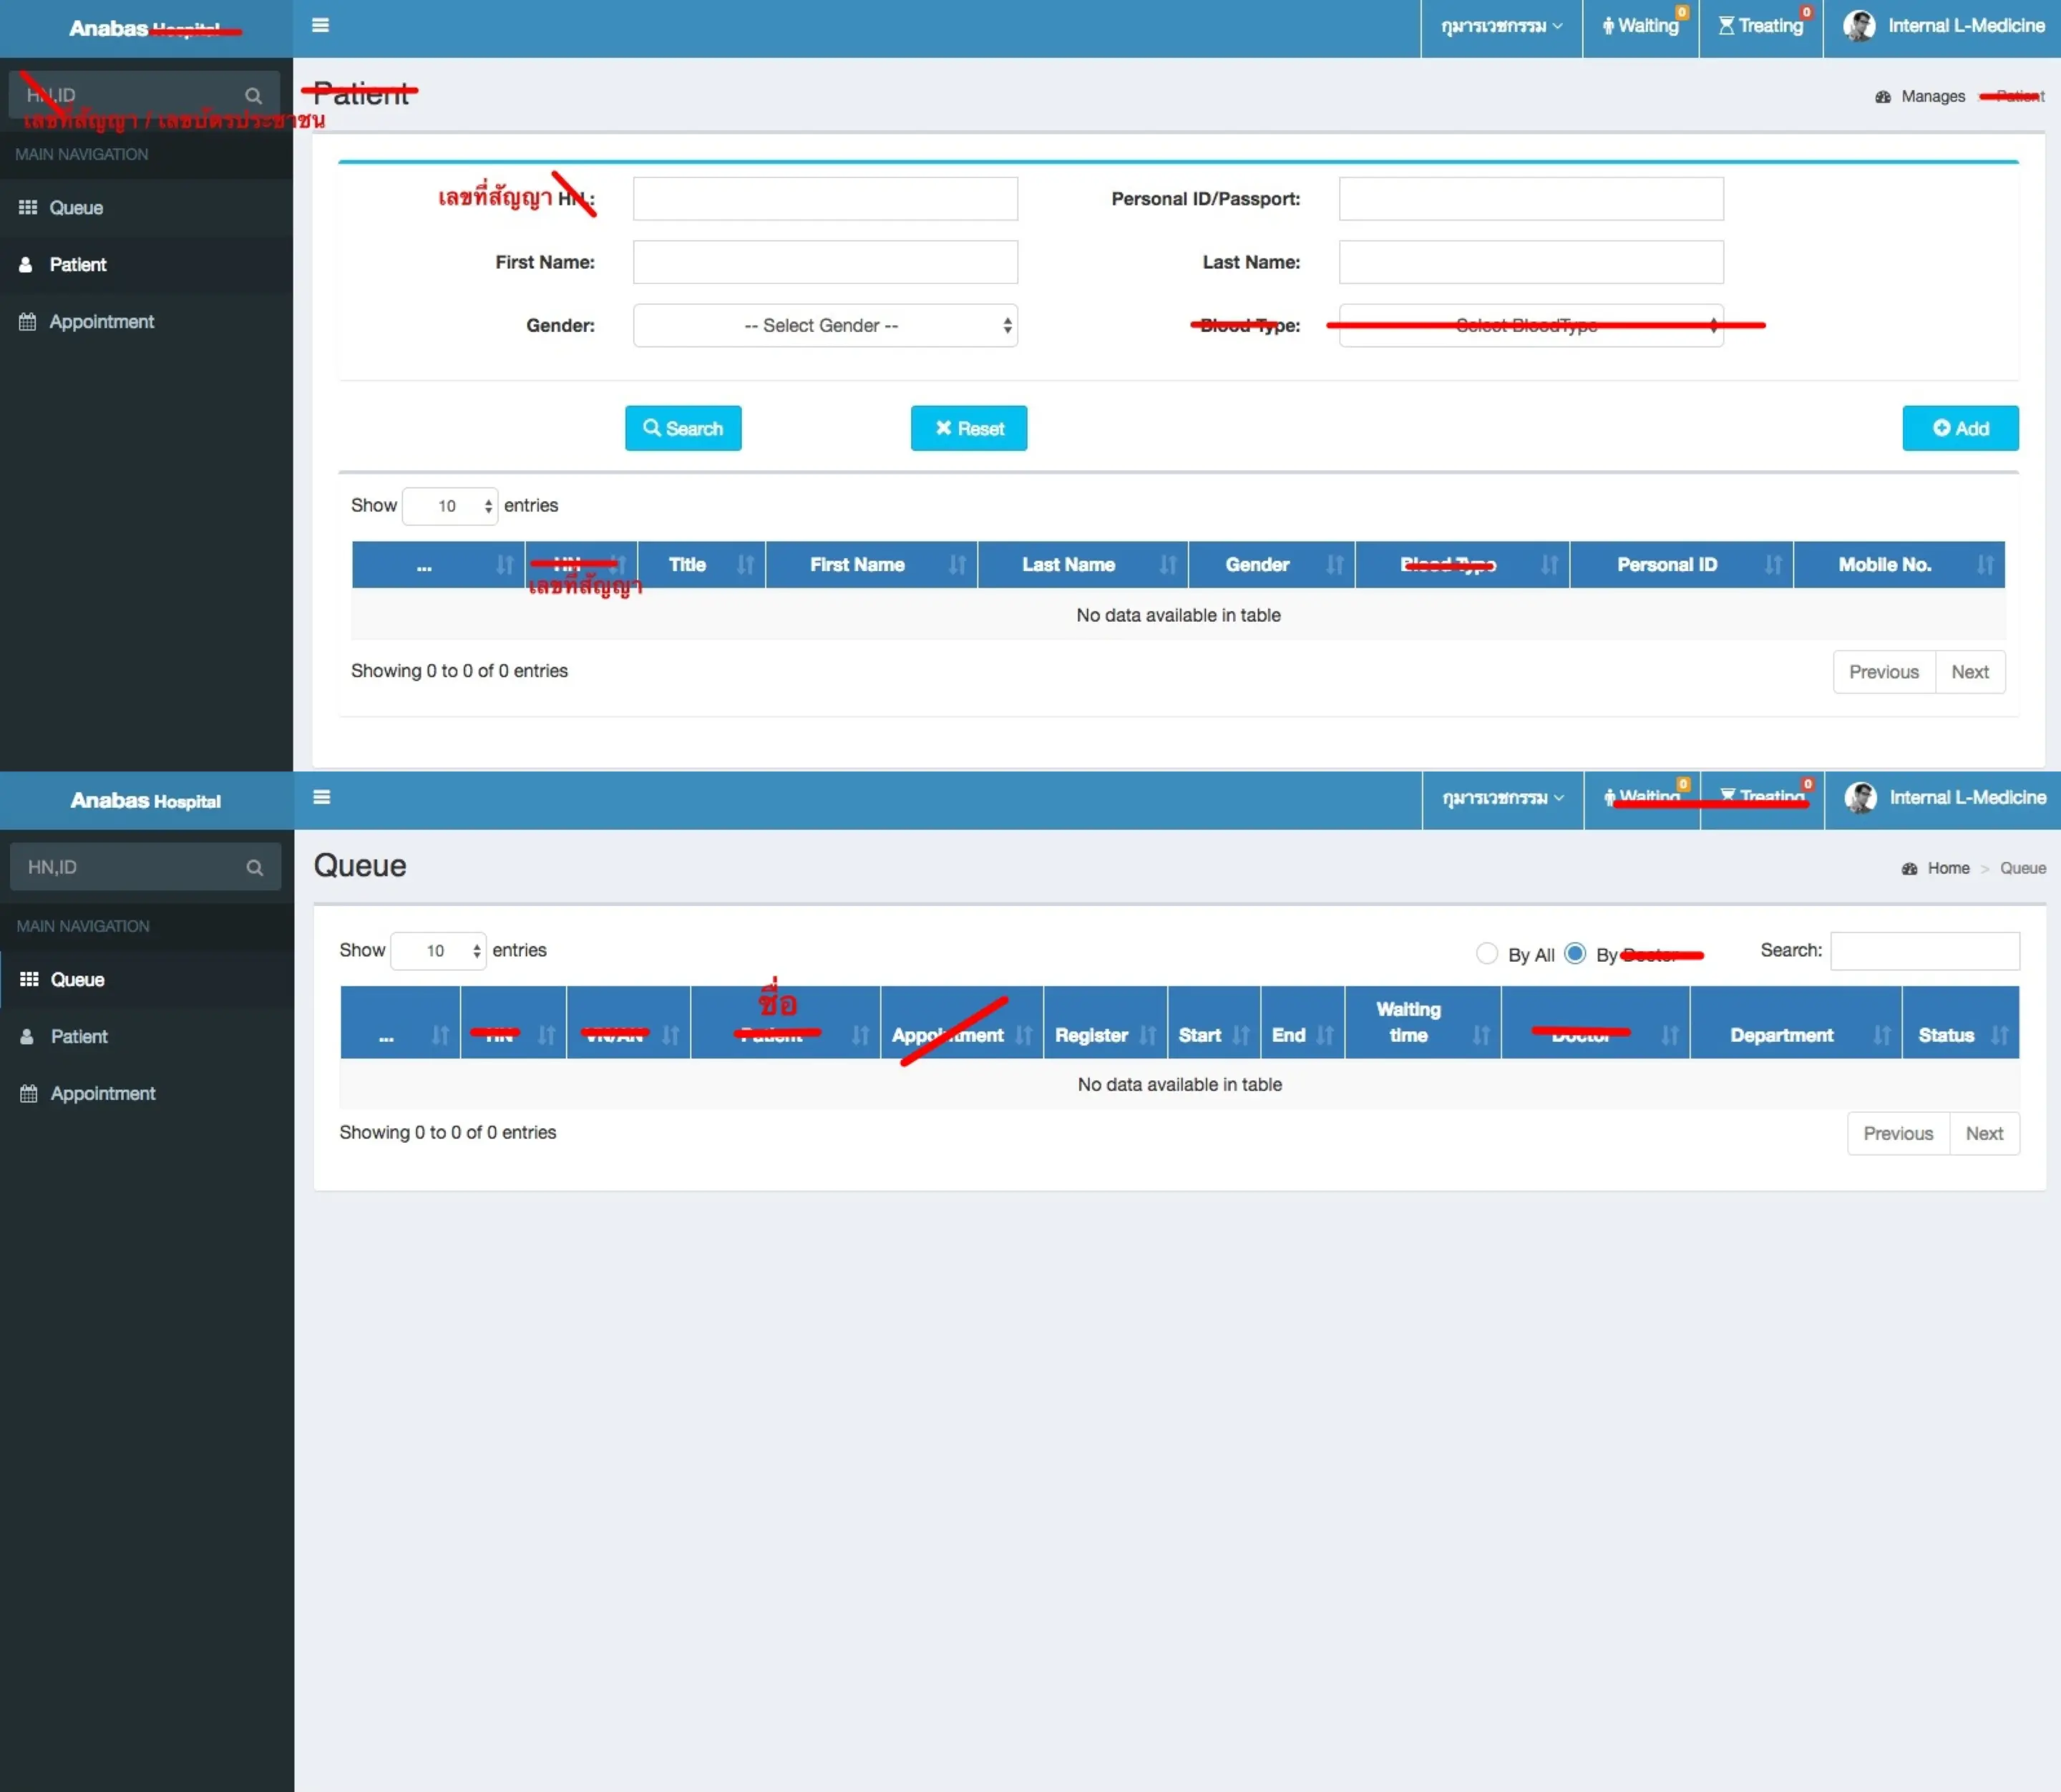 Anabas Hospital
กุมารเวชกรรม
Waiting 0
Treating 0
Internal L-Medicine
HN,ID
เลขที่สัญญา / เลขบัตรประชาชน
Patient
Manages Patient
MAIN NAVIGATION
Queue
Patient
Appointment
เลขที่สัญญา HN.:
Personal ID/Passport:
First Name:
Last Name:
Gender:
-- Select Gender --
Blood Type:
Select BloodType
Search
Reset
Add
Show 10 entries
... HN Title First Name Last Name Gender Blood Type Personal ID Mobile No.
เลขที่สัญญา
No data available in table
Showing 0 to 0 of 0 entries
Previous Next
Anabas Hospital
กุมารเวชกรรม
Waiting 0
Treating 0
Internal L-Medicine
HN,ID
Queue
Home > Queue
MAIN NAVIGATION
Queue
Patient
Appointment
Show 10 entries
By All By Doctor
Search:
ชื่อ
... HN VN/AN Patient Appointment Register Start End Waiting time Doctor Department Status
No data available in table
Showing 0 to 0 of 0 entries
Previous Next